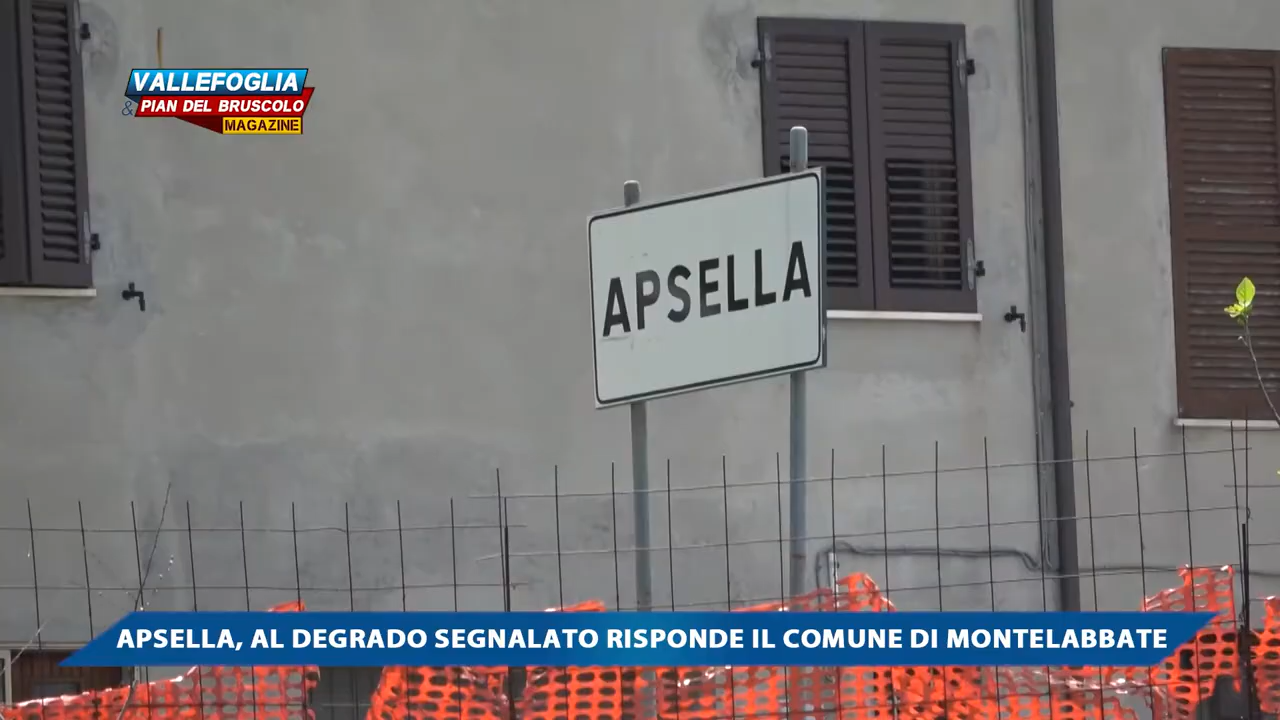 VALLEFOGLIA
& PIAN DEL BRUSCOLO
MAGAZINE
APSELLA
APSELLA, AL DEGRADO SEGNALATO RISPONDE IL COMUNE DI MONTELABBATE